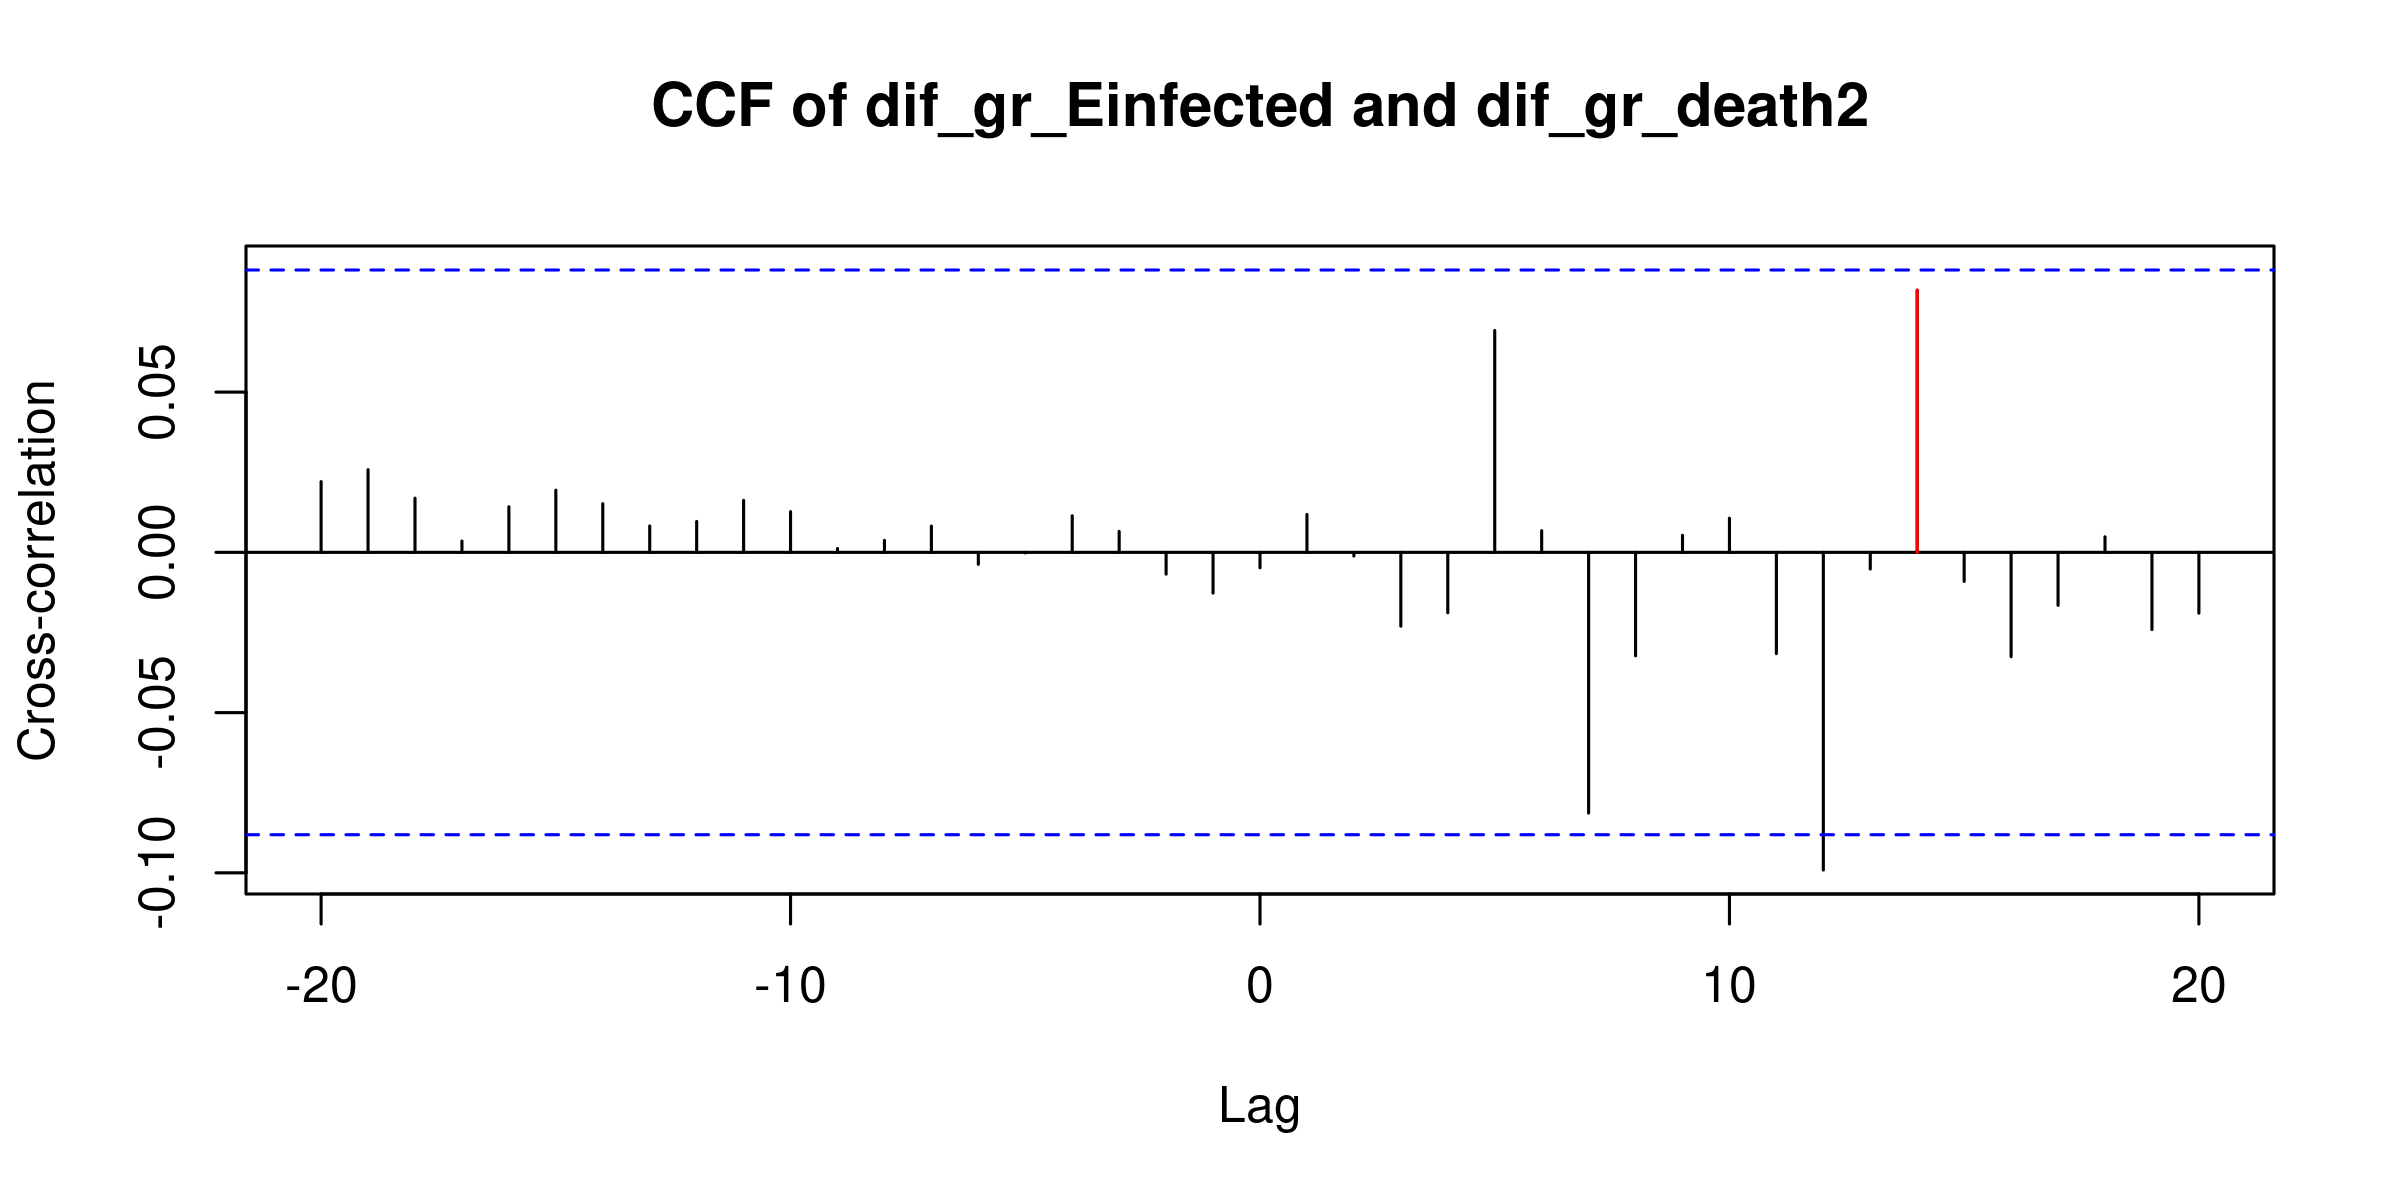 CCF of dif_gr_Einfected and dif_gr_death2
Cross-correlation
0.05
0.00
-0.05
-0.10
-20 -10 0 10 20
Lag